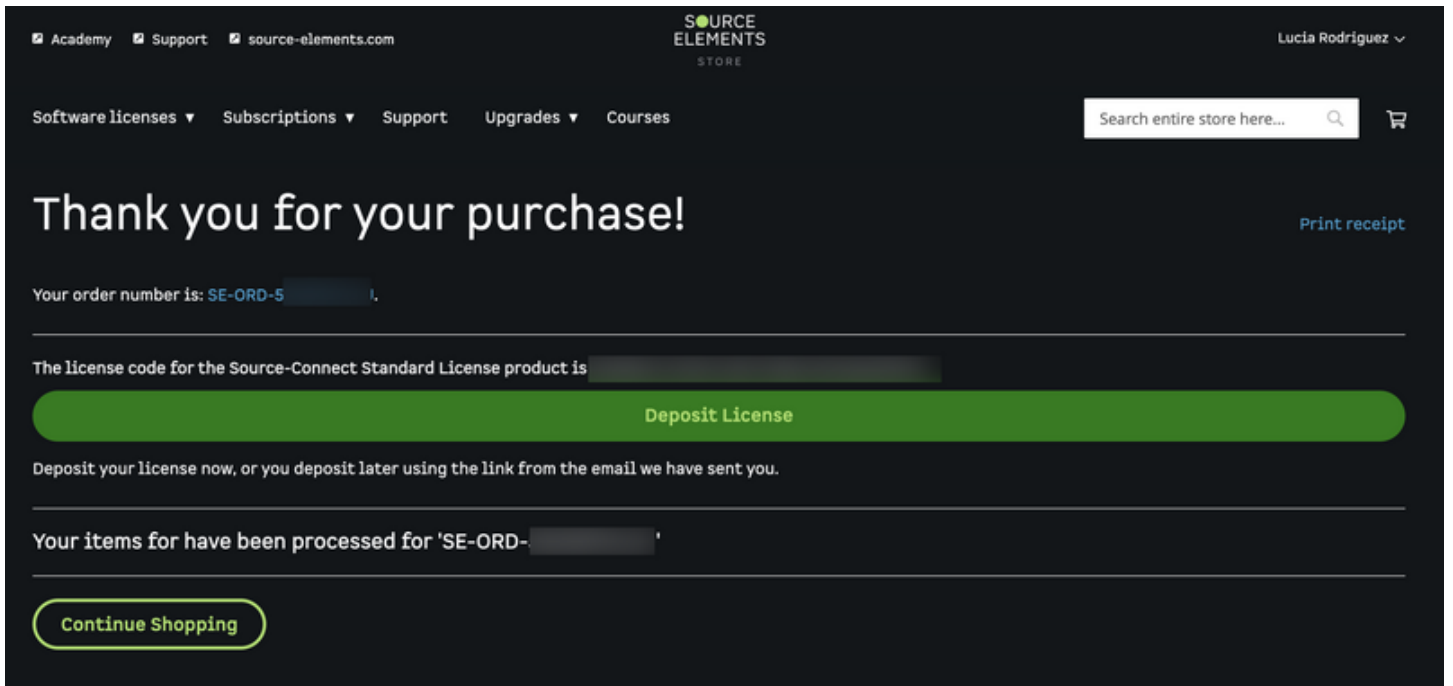 Academy Support source-elements.com
SOURCE
ELEMENTS
STORE
Lucia Rodriguez
Software licenses ▼ Subscriptions ▼ Support Upgrades ▼ Courses
Search entire store here...
Thank you for your purchase!
Print receipt
Your order number is: SE-ORD-5 .
The license code for the Source-Connect Standard License product is
Deposit License
Deposit your license now, or you deposit later using the link from the email we have sent you.
Your items for have been processed for 'SE-ORD- '
Continue Shopping